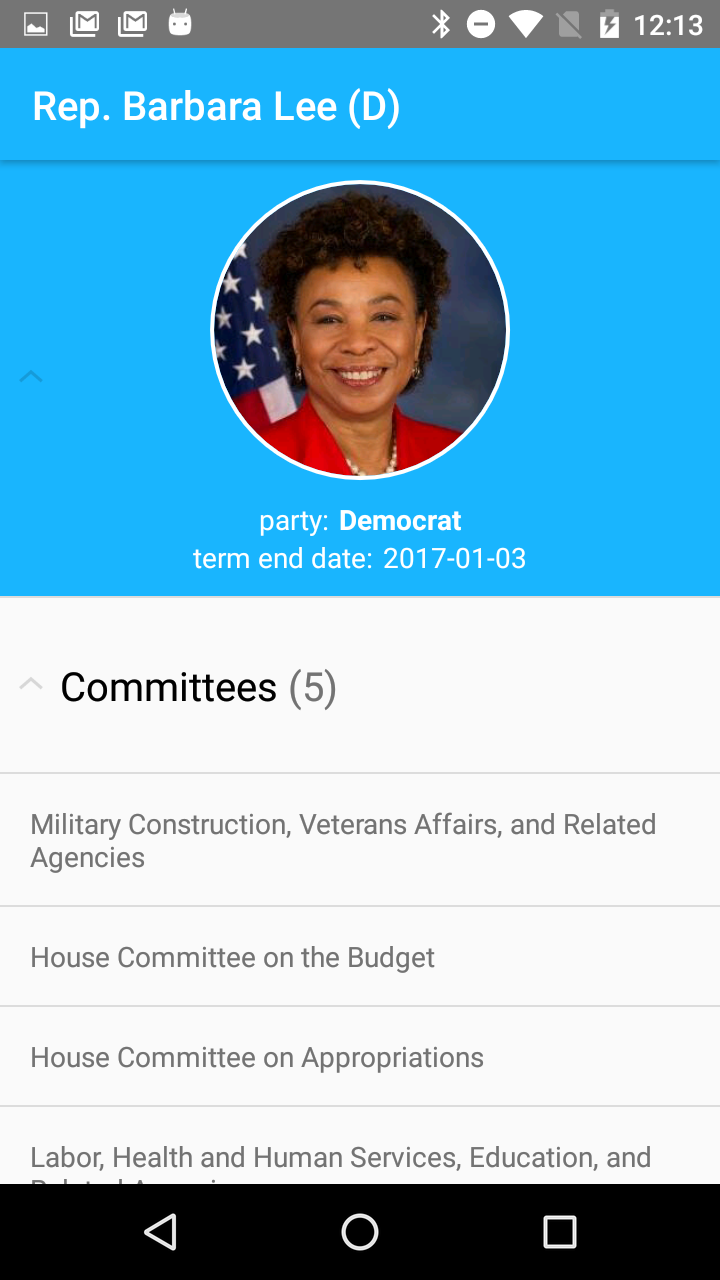 12:13
Rep. Barbara Lee (D)
party: Democrat
term end date: 2017-01-03
Committees (5)
Military Construction, Veterans Affairs, and Related
Agencies
House Committee on the Budget
House Committee on Appropriations
Labor, Health and Human Services, Education, and